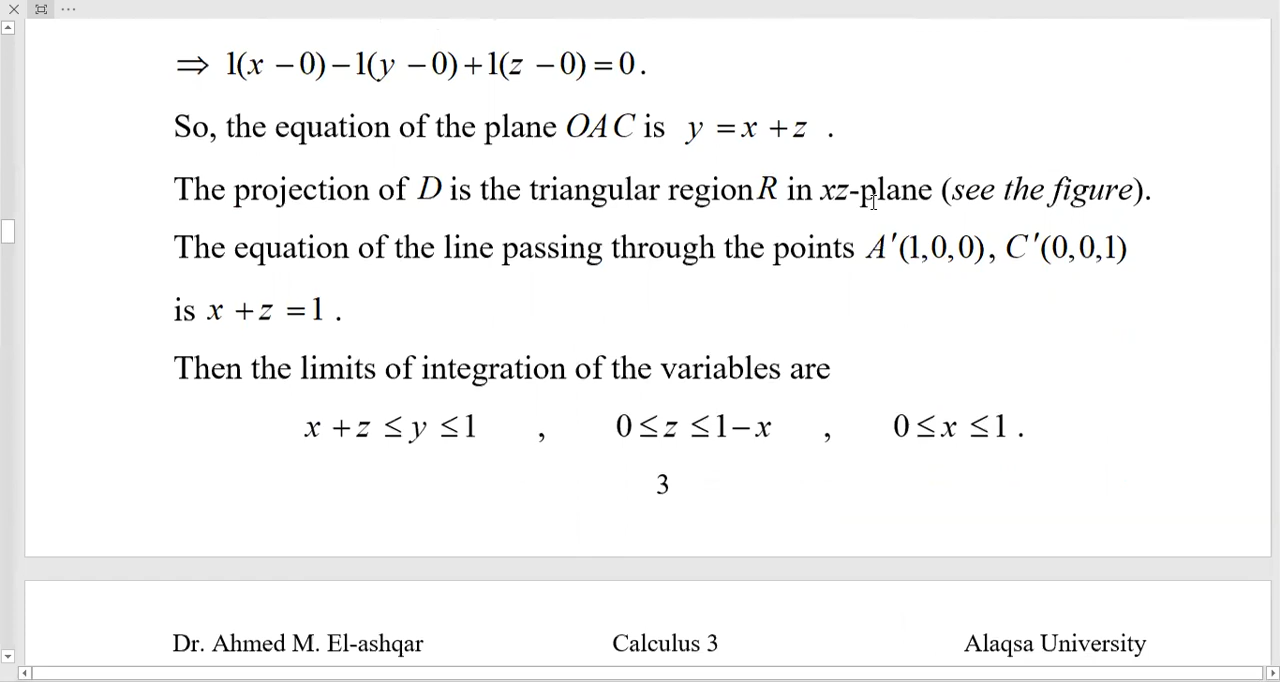 ⟹ 1(x − 0) − 1(y − 0) + 1(z − 0) = 0 .
So, the equation of the plane OAC is y = x + z .
The projection of D is the triangular region R in xz-plane (see the figure).
The equation of the line passing through the points A′(1,0,0), C′(0,0,1)
is x + z = 1 .
Then the limits of integration of the variables are
x + z ≤ y ≤ 1 , 0 ≤ z ≤ 1 − x , 0 ≤ x ≤ 1 .
3
Dr. Ahmed M. El-ashqar Calculus 3 Alaqsa University